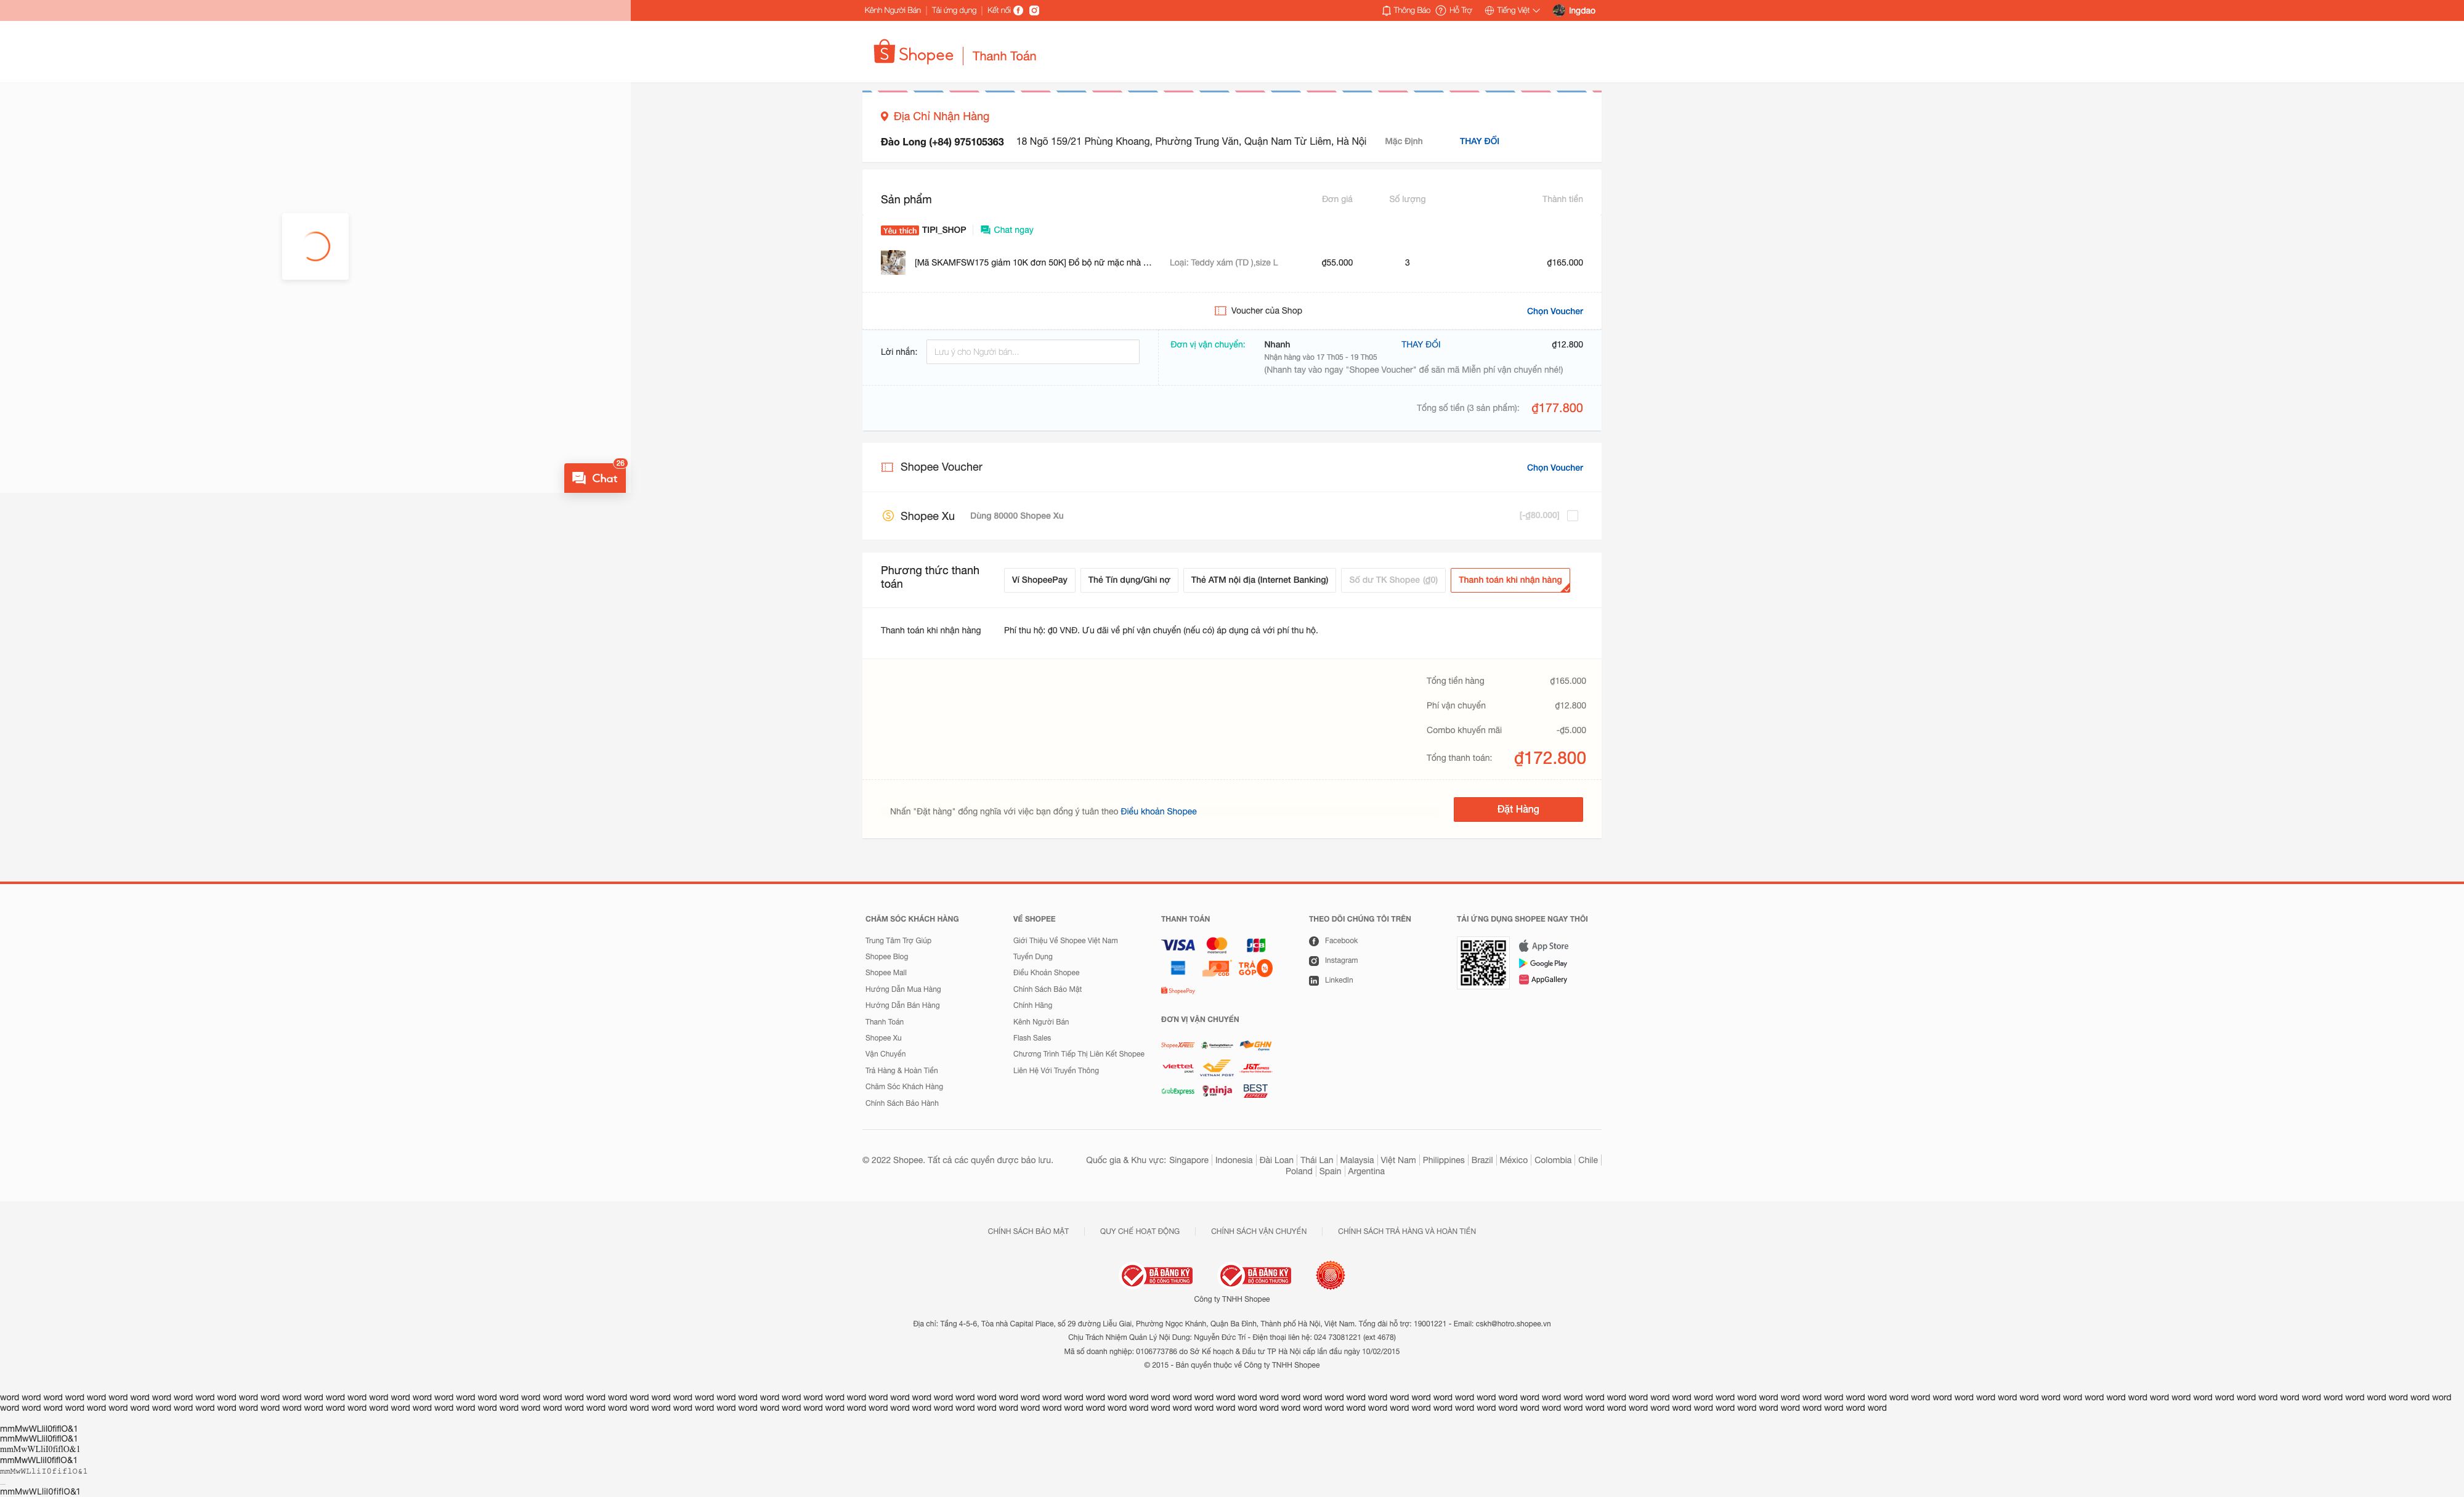 Kênh Người Bán | Tải ứng dụng | Kết nối
Thông Báo Hỗ Trợ Tiếng Việt lngdao
Shopee | Thanh Toán
Địa Chỉ Nhận Hàng
Đào Long (+84) 975105363 18 Ngõ 159/21 Phùng Khoang, Phường Trung Văn, Quận Nam Từ Liêm, Hà Nội Mặc Định THAY ĐỔI
Sản phẩm Đơn giá Số lượng Thành tiền
Yêu thích TIPI_SHOP Chat ngay
[Mã SKAMFSW175 giảm 10K đơn 50K] Đồ bộ nữ mặc nhà ... Loại: Teddy xám (TD ),size L ₫55.000 3 ₫165.000
Voucher của Shop Chọn Voucher
Lời nhắn: Lưu ý cho Người bán... Đơn vị vận chuyển: Nhanh THAY ĐỔI ₫12.800
Nhận hàng vào 17 Th05 - 19 Th05
(Nhanh tay vào ngay "Shopee Voucher" để săn mã Miễn phí vận chuyển nhé!)
Tổng số tiền (3 sản phẩm): ₫177.800
26
Chat
Shopee Voucher Chọn Voucher
Shopee Xu Dùng 80000 Shopee Xu [-₫80.000]
Phương thức thanh
toán
Ví ShopeePay Thẻ Tín dụng/Ghi nợ Thẻ ATM nội địa (Internet Banking) Số dư TK Shopee (₫0) Thanh toán khi nhận hàng
Thanh toán khi nhận hàng Phí thu hộ: ₫0 VNĐ. Ưu đãi về phí vận chuyển (nếu có) áp dụng cả với phí thu hộ.
Tổng tiền hàng ₫165.000
Phí vận chuyển ₫12.800
Combo khuyến mãi -₫5.000
Tổng thanh toán: ₫172.800
Nhấn "Đặt hàng" đồng nghĩa với việc bạn đồng ý tuân theo Điều khoản Shopee
Đặt Hàng
CHĂM SÓC KHÁCH HÀNG
Trung Tâm Trợ Giúp
Shopee Blog
Shopee Mall
Hướng Dẫn Mua Hàng
Hướng Dẫn Bán Hàng
Thanh Toán
Shopee Xu
Vận Chuyển
Trả Hàng & Hoàn Tiền
Chăm Sóc Khách Hàng
Chính Sách Bảo Hành
VỀ SHOPEE
Giới Thiệu Về Shopee Việt Nam
Tuyển Dụng
Điều Khoản Shopee
Chính Sách Bảo Mật
Chính Hãng
Kênh Người Bán
Flash Sales
Chương Trình Tiếp Thị Liên Kết Shopee
Liên Hệ Với Truyền Thông
THANH TOÁN
VISA mastercard JCB
COD TRẢ GÓP 0
ShopeePay
ĐƠN VỊ VẬN CHUYỂN
Shopee XPRESS GHN
viettel VIETNAM POST J&T
GrabExpress ninja BEST EXPRESS
THEO DÕI CHÚNG TÔI TRÊN
Facebook
Instagram
LinkedIn
TẢI ỨNG DỤNG SHOPEE NGAY THÔI
App Store
Google Play
AppGallery
© 2022 Shopee. Tất cả các quyền được bảo lưu.
Quốc gia & Khu vực: Singapore | Indonesia | Đài Loan | Thái Lan | Malaysia | Việt Nam | Philippines | Brazil | México | Colombia | Chile |
Poland | Spain | Argentina
CHÍNH SÁCH BẢO MẬT QUY CHẾ HOẠT ĐỘNG CHÍNH SÁCH VẬN CHUYỂN CHÍNH SÁCH TRẢ HÀNG VÀ HOÀN TIỀN
ĐÃ ĐĂNG KÝ ĐÃ ĐĂNG KÝ
BỘ CÔNG THƯƠNG BỘ CÔNG THƯƠNG
Công ty TNHH Shopee
Địa chỉ: Tầng 4-5-6, Tòa nhà Capital Place, số 29 đường Liễu Giai, Phường Ngọc Khánh, Quận Ba Đình, Thành phố Hà Nội, Việt Nam. Tổng đài hỗ trợ: 19001221 - Email: cskh@hotro.shopee.vn
Chịu Trách Nhiệm Quản Lý Nội Dung: Nguyễn Đức Trí - Điện thoại liên hệ: 024 73081221 (ext 4678)
Mã số doanh nghiệp: 0106773786 do Sở Kế hoạch & Đầu tư TP Hà Nội cấp lần đầu ngày 10/02/2015
© 2015 - Bản quyền thuộc về Công ty TNHH Shopee
word word word word word word word word word word word word word word word word word word word word word word word word word word word word word word word word word word word word word word word word word word word word word word word word word word word word word word word word word word word word word word word word word word word word word word word word word word word word word word word word word word word word word word word word word word word word word word word word word word word word word word word word word word word word word
word word word word word word word word word word word word word word word word word word word word word word word word word word word word word word word word word word word word word word word word word word word word word word word word word word word word word word word word word word word word word word word word word word word word word word word word word word word word word word word word word word word
mmMwWLliI0fiflO&1
mmMwWLliI0fiflO&1
mmMwWLliI0fiflO&1
mmMwWLliI0fiflO&1
mmMwWLliI0fiflO&1
mmMwWLliI0fiflO&1